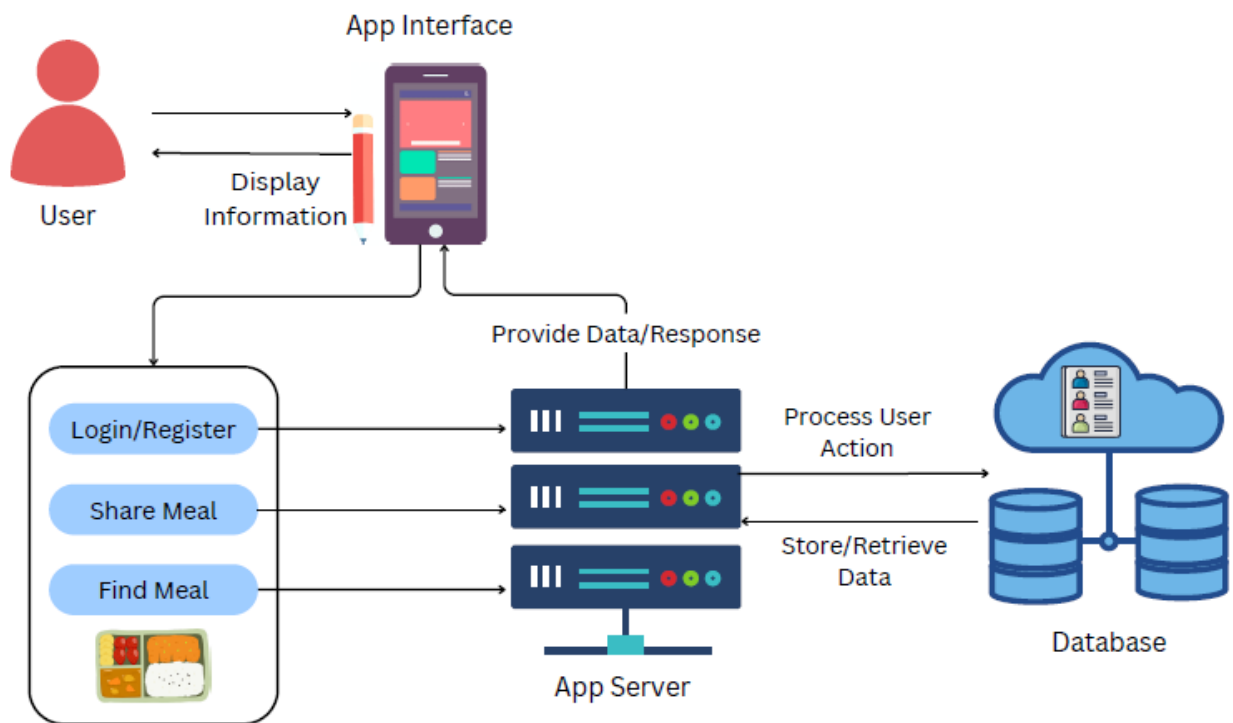 App Interface
User
Display
Information
Provide Data/Response
Login/Register
Share Meal
Find Meal
App Server
Process User
Action
Store/Retrieve
Data
Database